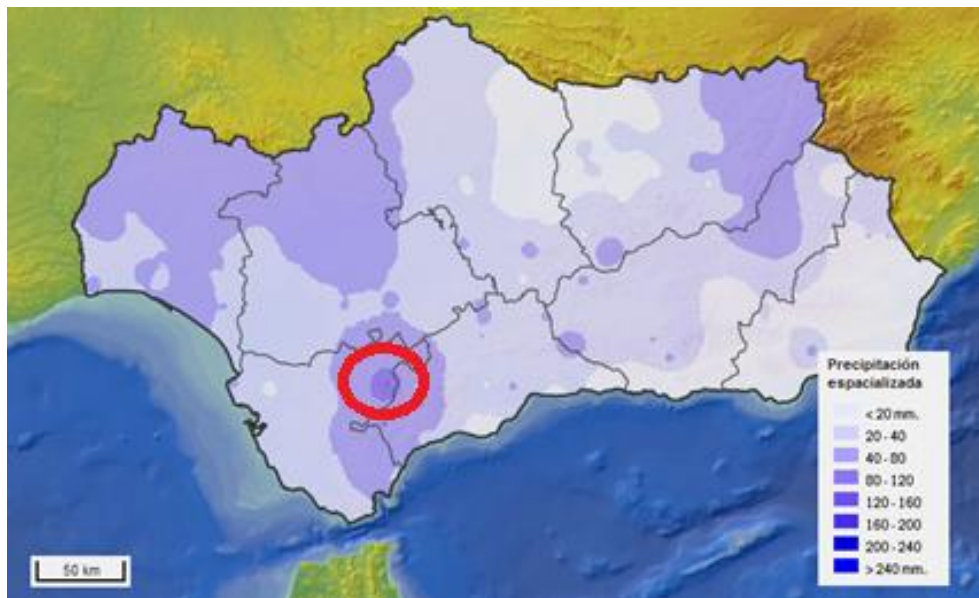 Precipitación
espacializada
< 20 mm.
20 - 40
40 - 80
80 - 120
120 - 160
160 - 200
200 - 240
> 240 mm.
50 km